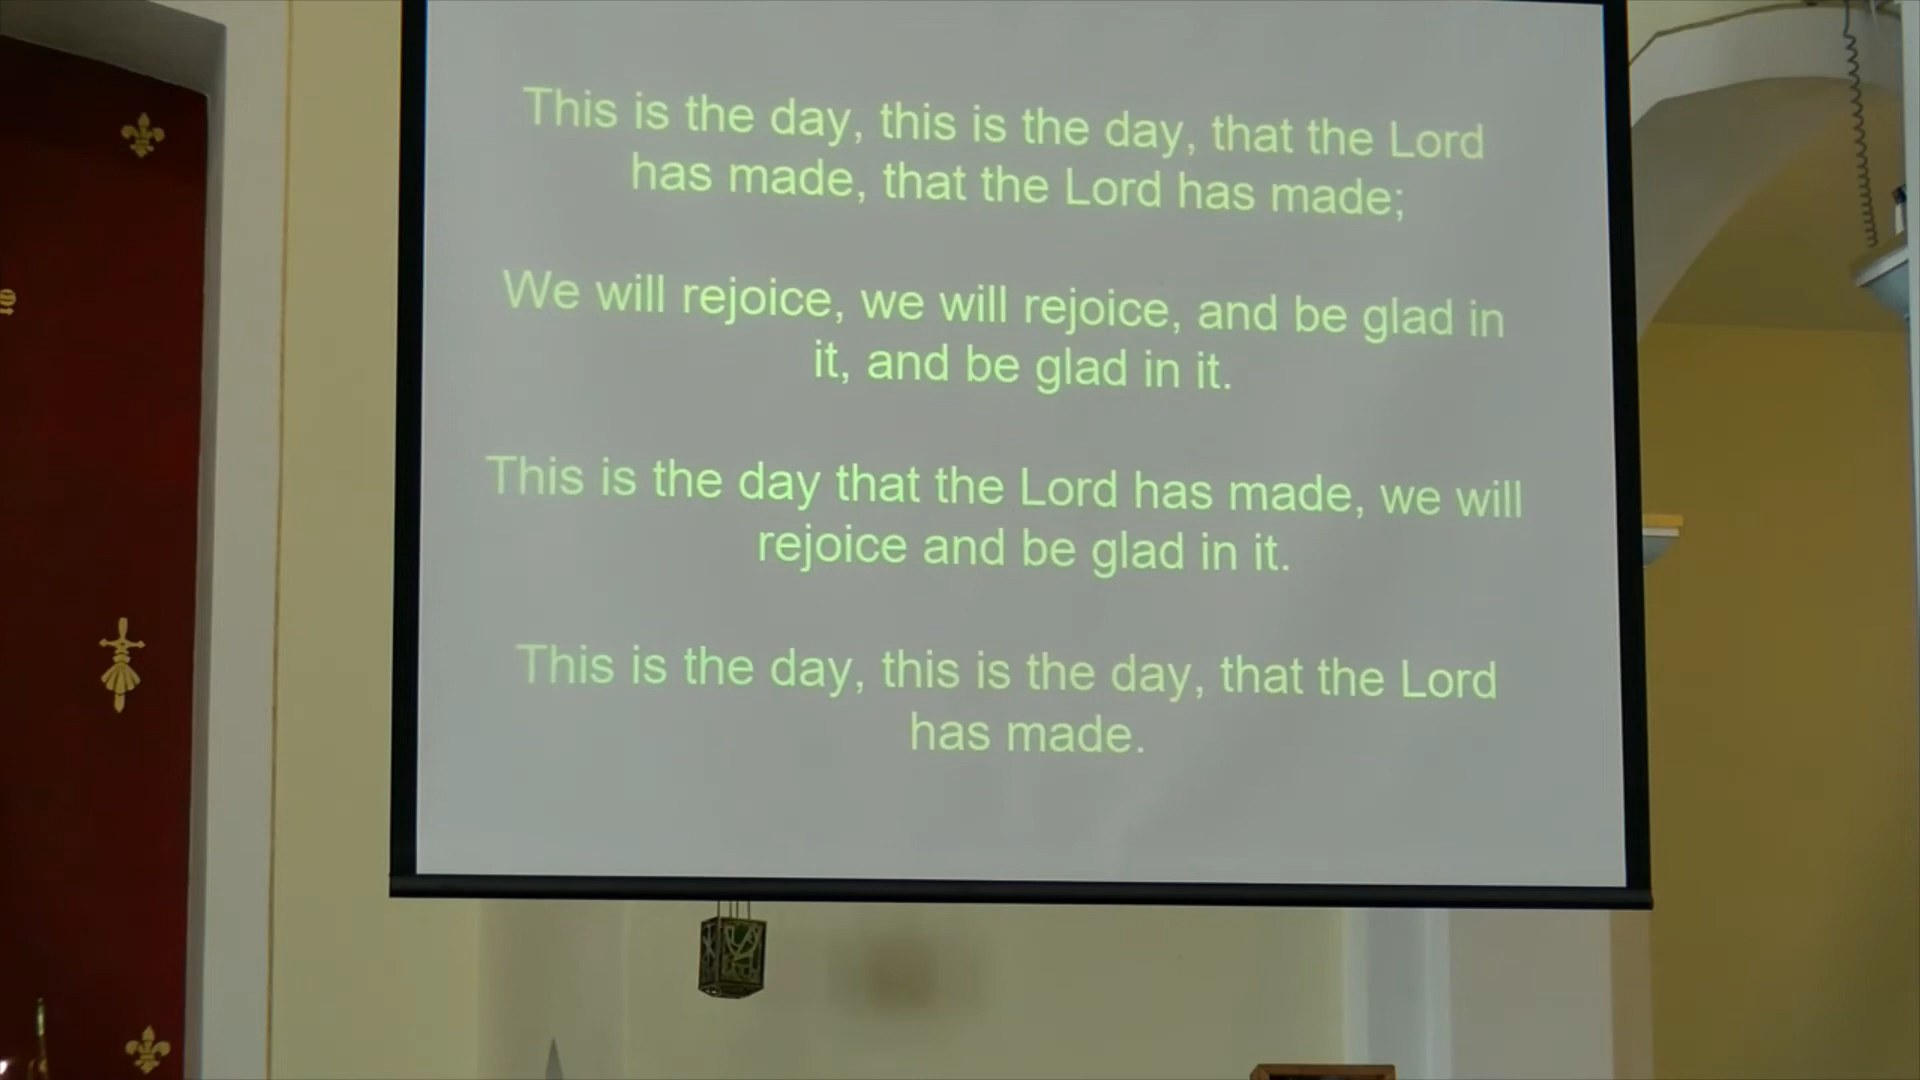 This is the day, this is the day, that the Lord
has made, that the Lord has made;
We will rejoice, we will rejoice, and be glad in
it, and be glad in it.
This is the day that the Lord has made, we will
rejoice and be glad in it.
This is the day, this is the day, that the Lord
has made.